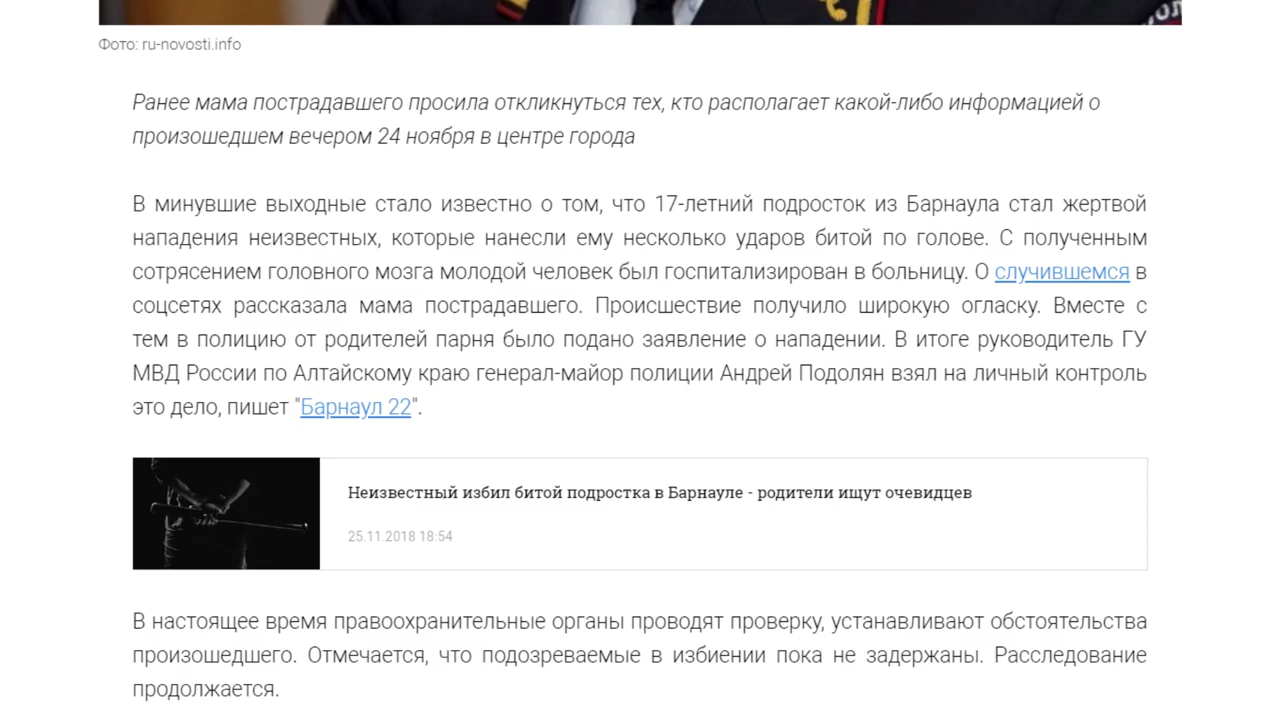 Фото: ru-novosti.info
Ранее мама пострадавшего просила откликнуться тех, кто располагает какой-либо информацией о
произошедшем вечером 24 ноября в центре города
В минувшие выходные стало известно о том, что 17-летний подросток из Барнаула стал жертвой
нападения неизвестных, которые нанесли ему несколько ударов битой по голове. С полученным
сотрясением головного мозга молодой человек был госпитализирован в больницу. О случившемся в
соцсетях рассказала мама пострадавшего. Происшествие получило широкую огласку. Вместе с
тем в полицию от родителей парня было подано заявление о нападении. В итоге руководитель ГУ
МВД России по Алтайскому краю генерал-майор полиции Андрей Подолян взял на личный контроль
это дело, пишет "Барнаул 22".
Неизвестный избил битой подростка в Барнауле - родители ищут очевидцев
25.11.2018 18:54
В настоящее время правоохранительные органы проводят проверку, устанавливают обстоятельства
произошедшего. Отмечается, что подозреваемые в избиении пока не задержаны. Расследование
продолжается.